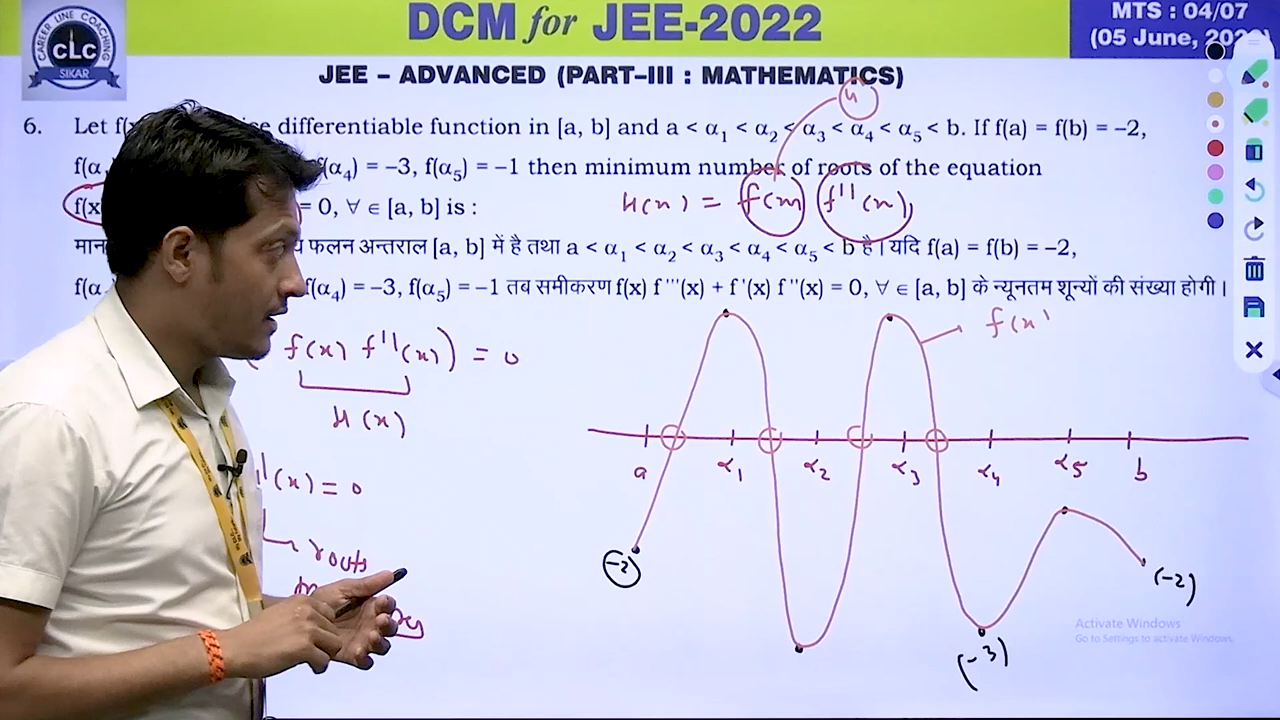 DCM for JEE-2022
MTS : 04/07
(05 June, 202
CAREER LINE COACHING
CLC
SIKAR
JEE – ADVANCED (PART–III : MATHEMATICS)
4
6. Let differentiable function in [a, b] and a < α₁ < α₂ < α₃ < α₄ < α₅ < b. If f(a) = f(b) = –2,
f(α₄) = –3, f(α₅) = –1 then minimum number of roots of the equation
f(x = 0, ∀ ∈ [a, b] is :
H(x) = f(x) f''(x)
फलन अन्तराल [a, b] में है तथा a < α₁ < α₂ < α₃ < α₄ < α₅ < b है। यदि f(a) = f(b) = –2,
f(α₄) = –3, f(α₅) = –1 तब समीकरण f(x) f '''(x) + f '(x) f ''(x) = 0, ∀ ∈ [a, b] के न्यूनतम शून्यों की संख्या होगी।
f(x)
f(x) f''(x)) = 0
H(x)
a α₁ α₂ α₃ α₄ α₅ b
'(x) = 0
roots
(-2)
(-2)
(-3)
Activate Windows
Go to Settings to activate Windows.